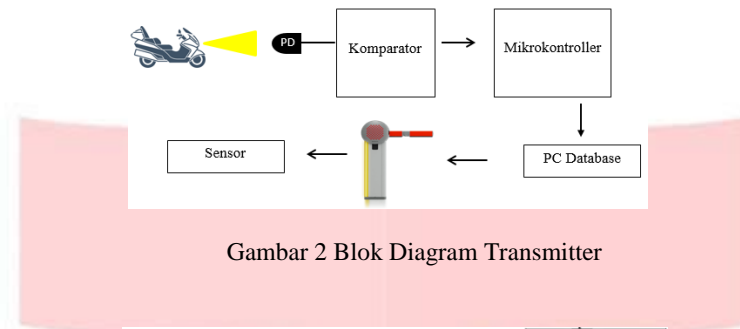 PD
Komparator
Mikrokontroller
Sensor
PC Database
Gambar 2 Blok Diagram Transmitter